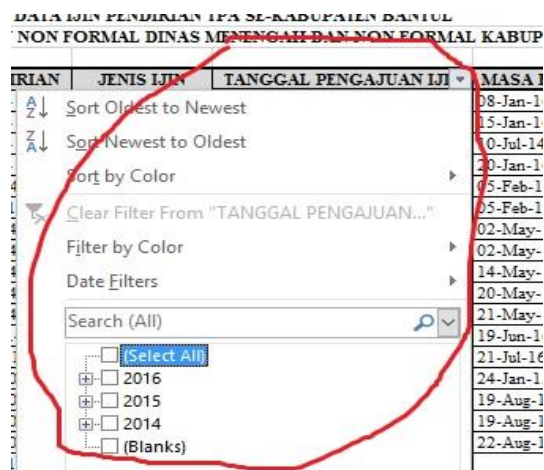 DATA IJIN PENDIRIAN TPA SE-KABUPATEN BANTUL
NON FORMAL DINAS MENENGAH DAN NON FORMAL KABUP
IRIAN JENIS IJIN TANGGAL PENGAJUAN IJI MASA
Sort Oldest to Newest
Sort Newest to Oldest
Sort by Color
Clear Filter From "TANGGAL PENGAJUAN..."
Filter by Color
Date Filters
Search (All)
(Select All)
2016
2015
2014
(Blanks)
08-Jan-1
15-Jan-1
10-Jul-14
20-Jan-1
05-Feb-1
05-Feb-1
02-May-
02-May-
14-May-
20-May-
21-May-
19-Jun-1
21-Jul-16
24-Jan-1
19-Aug-1
19-Aug-1
22-Aug-1